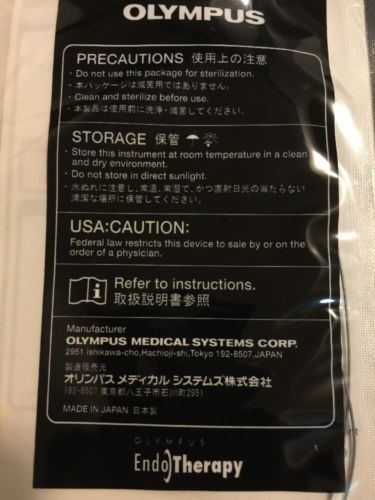 OLYMPUS
PRECAUTIONS 使用上の注意
・Do not use this package for sterilization.
・本パッケージは滅菌用ではありません。
・Clean and sterilize before use.
・本製品は使用前に洗浄・滅菌してください。
STORAGE 保管
・Store this instrument at room temperature in a clean
and dry environment.
・Do not store in direct sunlight.
・水ぬれに注意し、常温、常湿で、かつ直射日光の当たらない
清潔な場所に保管してください。
USA:CAUTION:
Federal law restricts this device to sale by or on the
order of a physician.
Refer to instructions.
取扱説明書参照
Manufacturer
OLYMPUS MEDICAL SYSTEMS CORP.
2951 Ishikawa-cho,Hachioji-shi,Tokyo 192-8507,JAPAN
製造販売元
オリンパス メディカル システムズ株式会社
192-8507 東京都八王子市石川町2951
MADE IN JAPAN 日本製
OLYMPUS
EndoTherapy